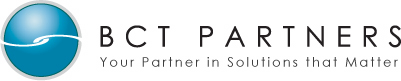 BCT PARTNERS
Your Partner in Solutions that Matter